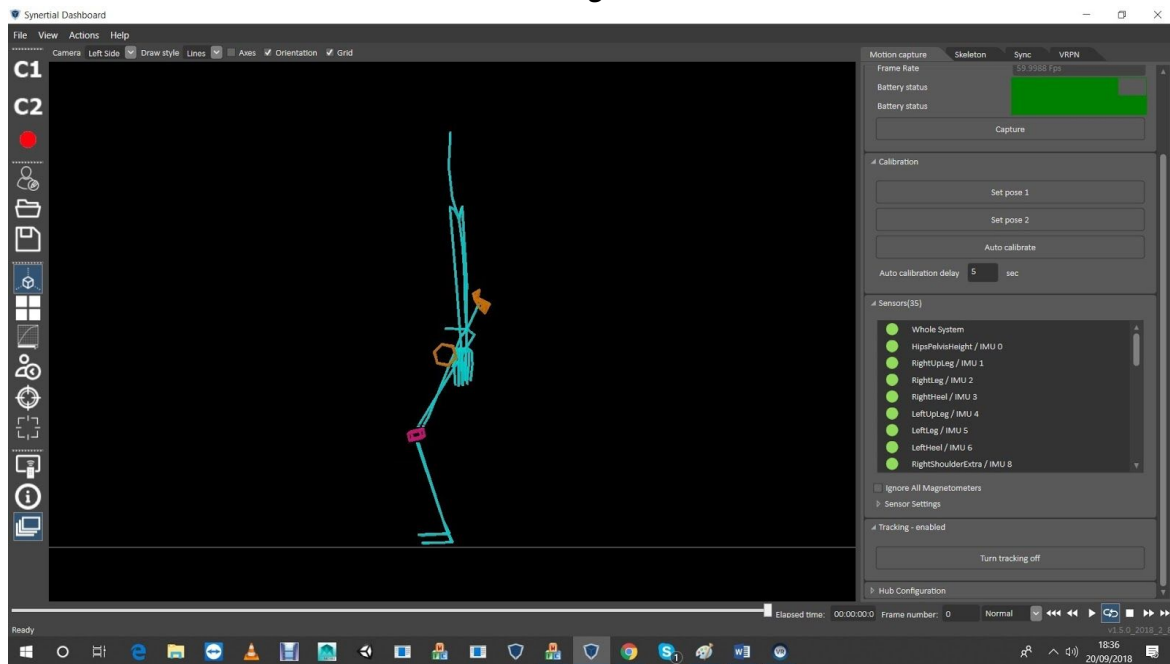 Synertial Dashboard
File View Actions Help
Camera Left Side Draw style Lines Axes Orientation Grid
C1
C2
Motion capture Skeleton Sync VRPN
Frame Rate 59.9988 Fps
Battery status
Battery status
Capture
Calibration
Set pose 1
Set pose 2
Auto calibrate
Auto calibration delay 5 sec
Sensors(35)
Whole System
HipsPelvisHeight / IMU 0
RightUpLeg / IMU 1
RightLeg / IMU 2
RightHeel / IMU 3
LeftUpLeg / IMU 4
LeftLeg / IMU 5
LeftHeel / IMU 6
RightShoulderExtra / IMU 8
Ignore All Magnetometers
Sensor Settings
Tracking - enabled
Turn tracking off
Hub Configuration
Elapsed time: 00:00:00:0 Frame number: 0 Normal
Ready
v1.5.0_2018_2_
18:36
20/09/2018